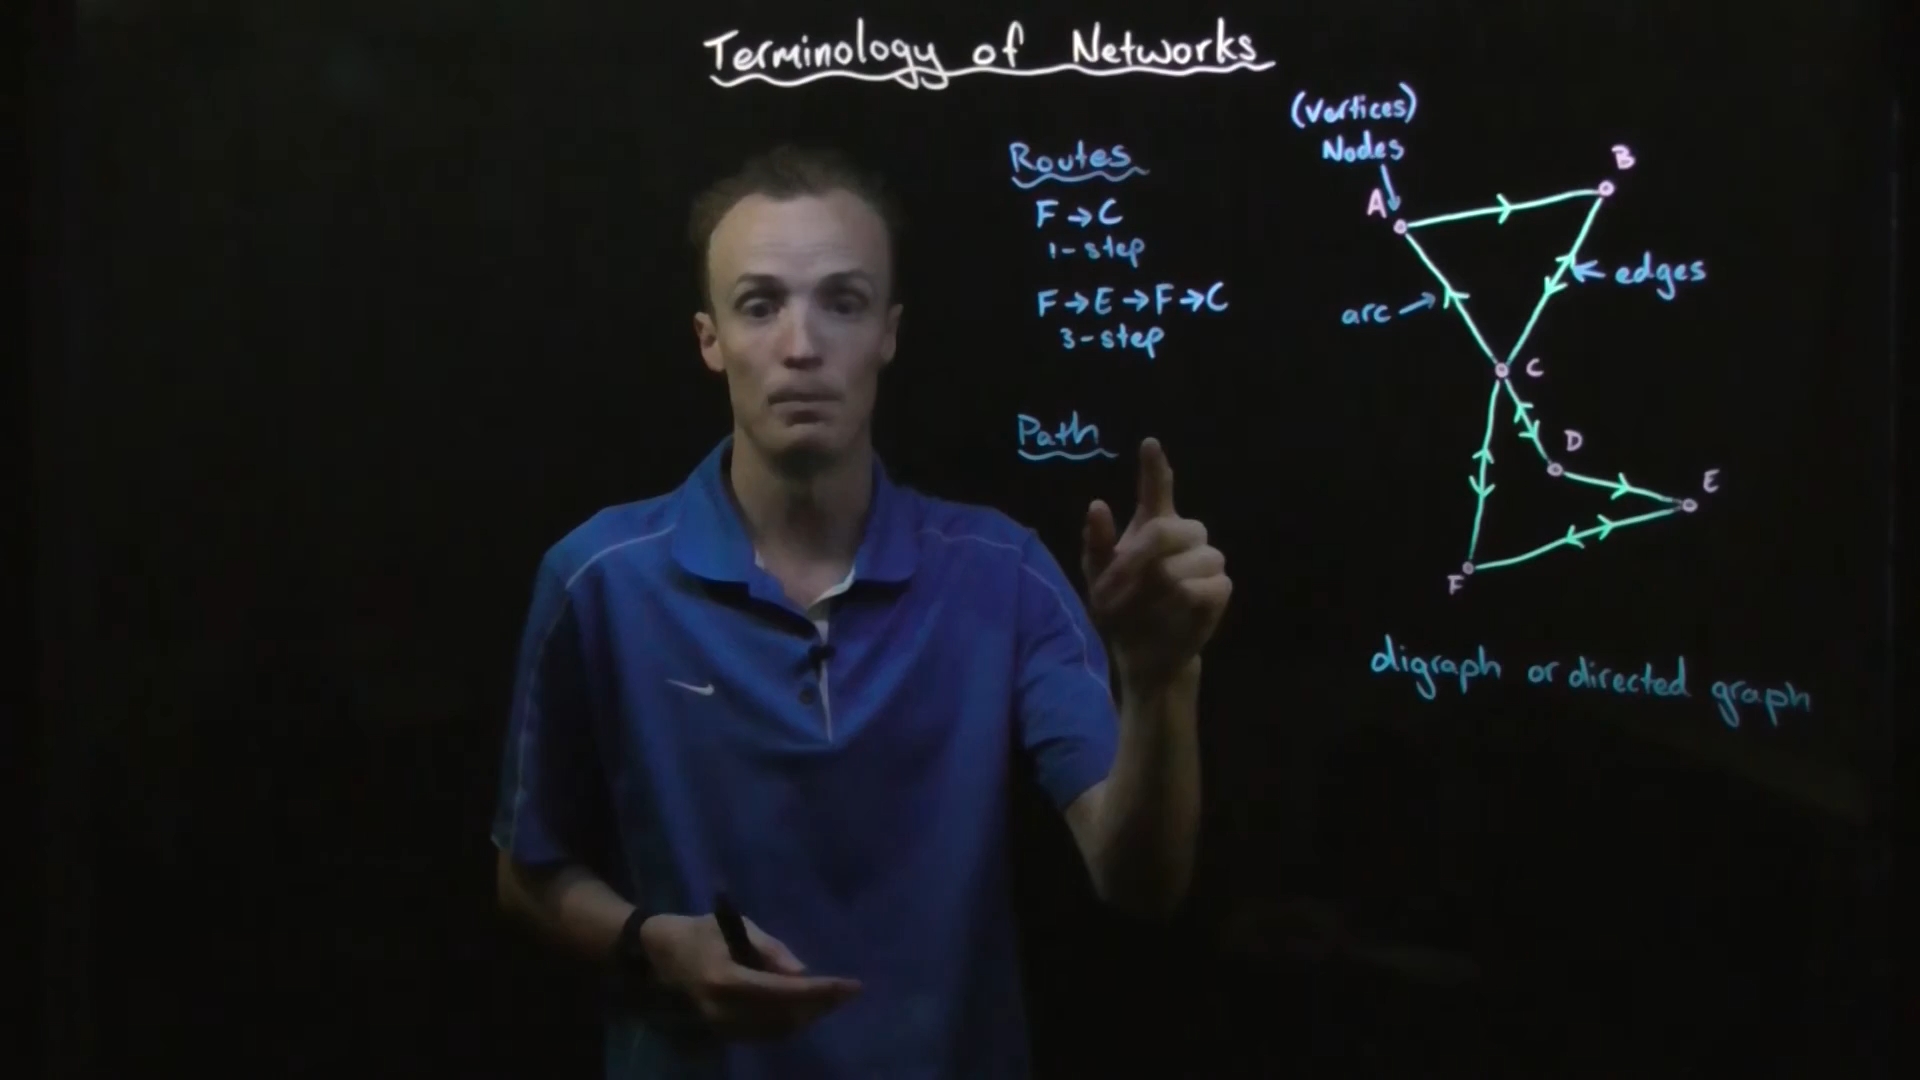 Terminology of Networks
Routes
F→C
1-step
F→E→F→C
3-step
Path
(Vertices)
Nodes
A
B
edges
arc
C
D
E
F
digraph or directed graph